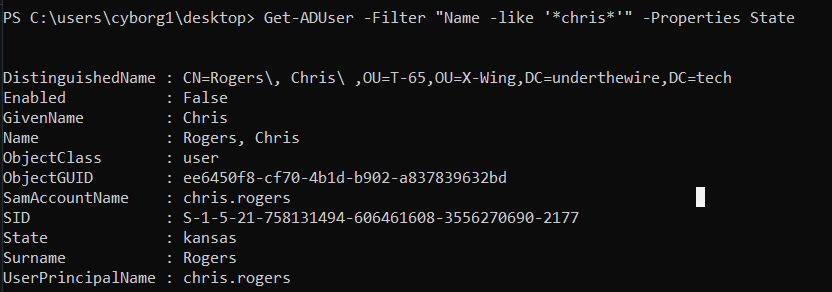 PS C:\users\cyborg1\desktop> Get-ADUser -Filter "Name -like '*chris*'" -Properties State
DistinguishedName : CN=Rogers\, Chris\ ,OU=T-65,OU=X-Wing,DC=underthewire,DC=tech
Enabled           : False
GivenName         : Chris
Name              : Rogers, Chris
ObjectClass       : user
ObjectGUID        : ee6450f8-cf70-4b1d-b902-a837839632bd
SamAccountName    : chris.rogers
SID               : S-1-5-21-758131494-606461608-3556270690-2177
State             : kansas
Surname           : Rogers
UserPrincipalName : chris.rogers